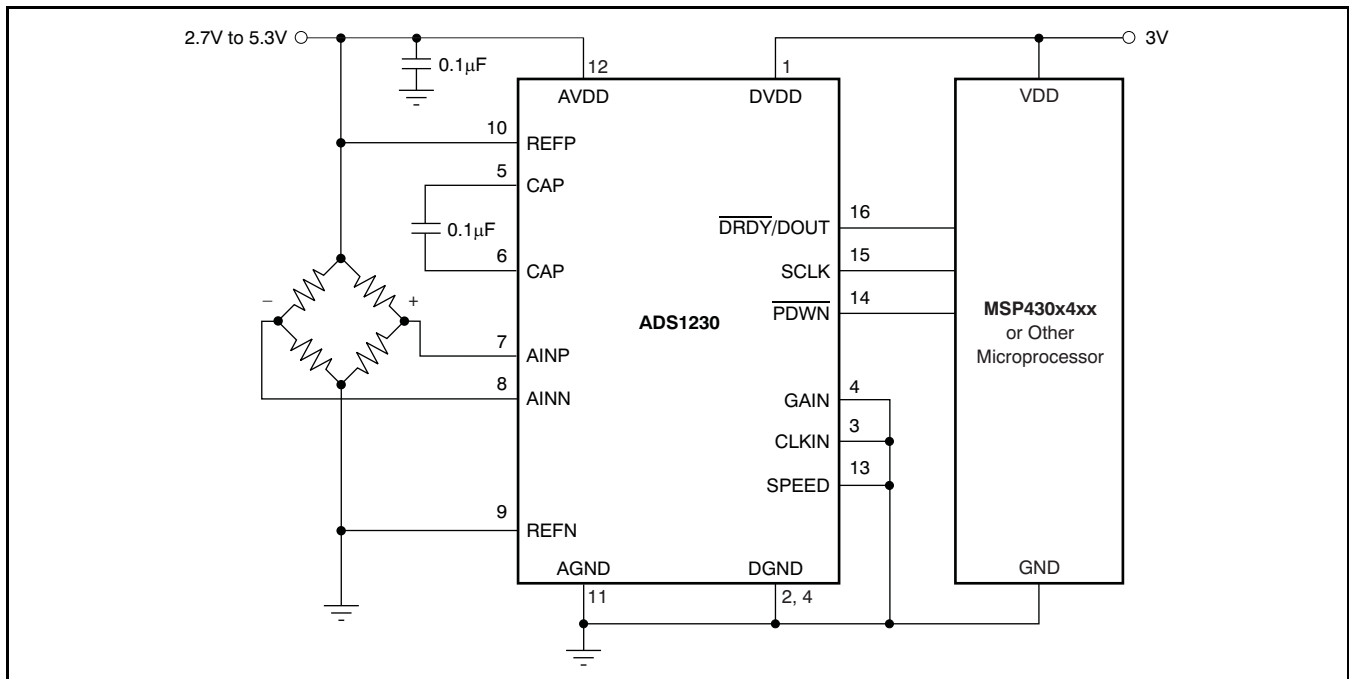 2.7V to 5.3V
3V
0.1μF
12
1
AVDD
DVDD
VDD
10
REFP
5
CAP
0.1μF
6
CAP
16
DRDY/DOUT
15
SCLK
14
PDWN
ADS1230
MSP430x4xx
or Other
Microprocessor
−
+
7
AINP
8
AINN
4
GAIN
3
CLKIN
13
SPEED
9
REFN
AGND
DGND
GND
11
2, 4